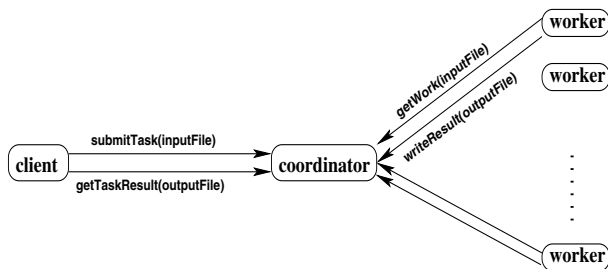 worker
getWork(inputFile)
worker
writeResult(outputFile)
submitTask(inputFile)
client
coordinator
getTaskResult(outputFile)
worker